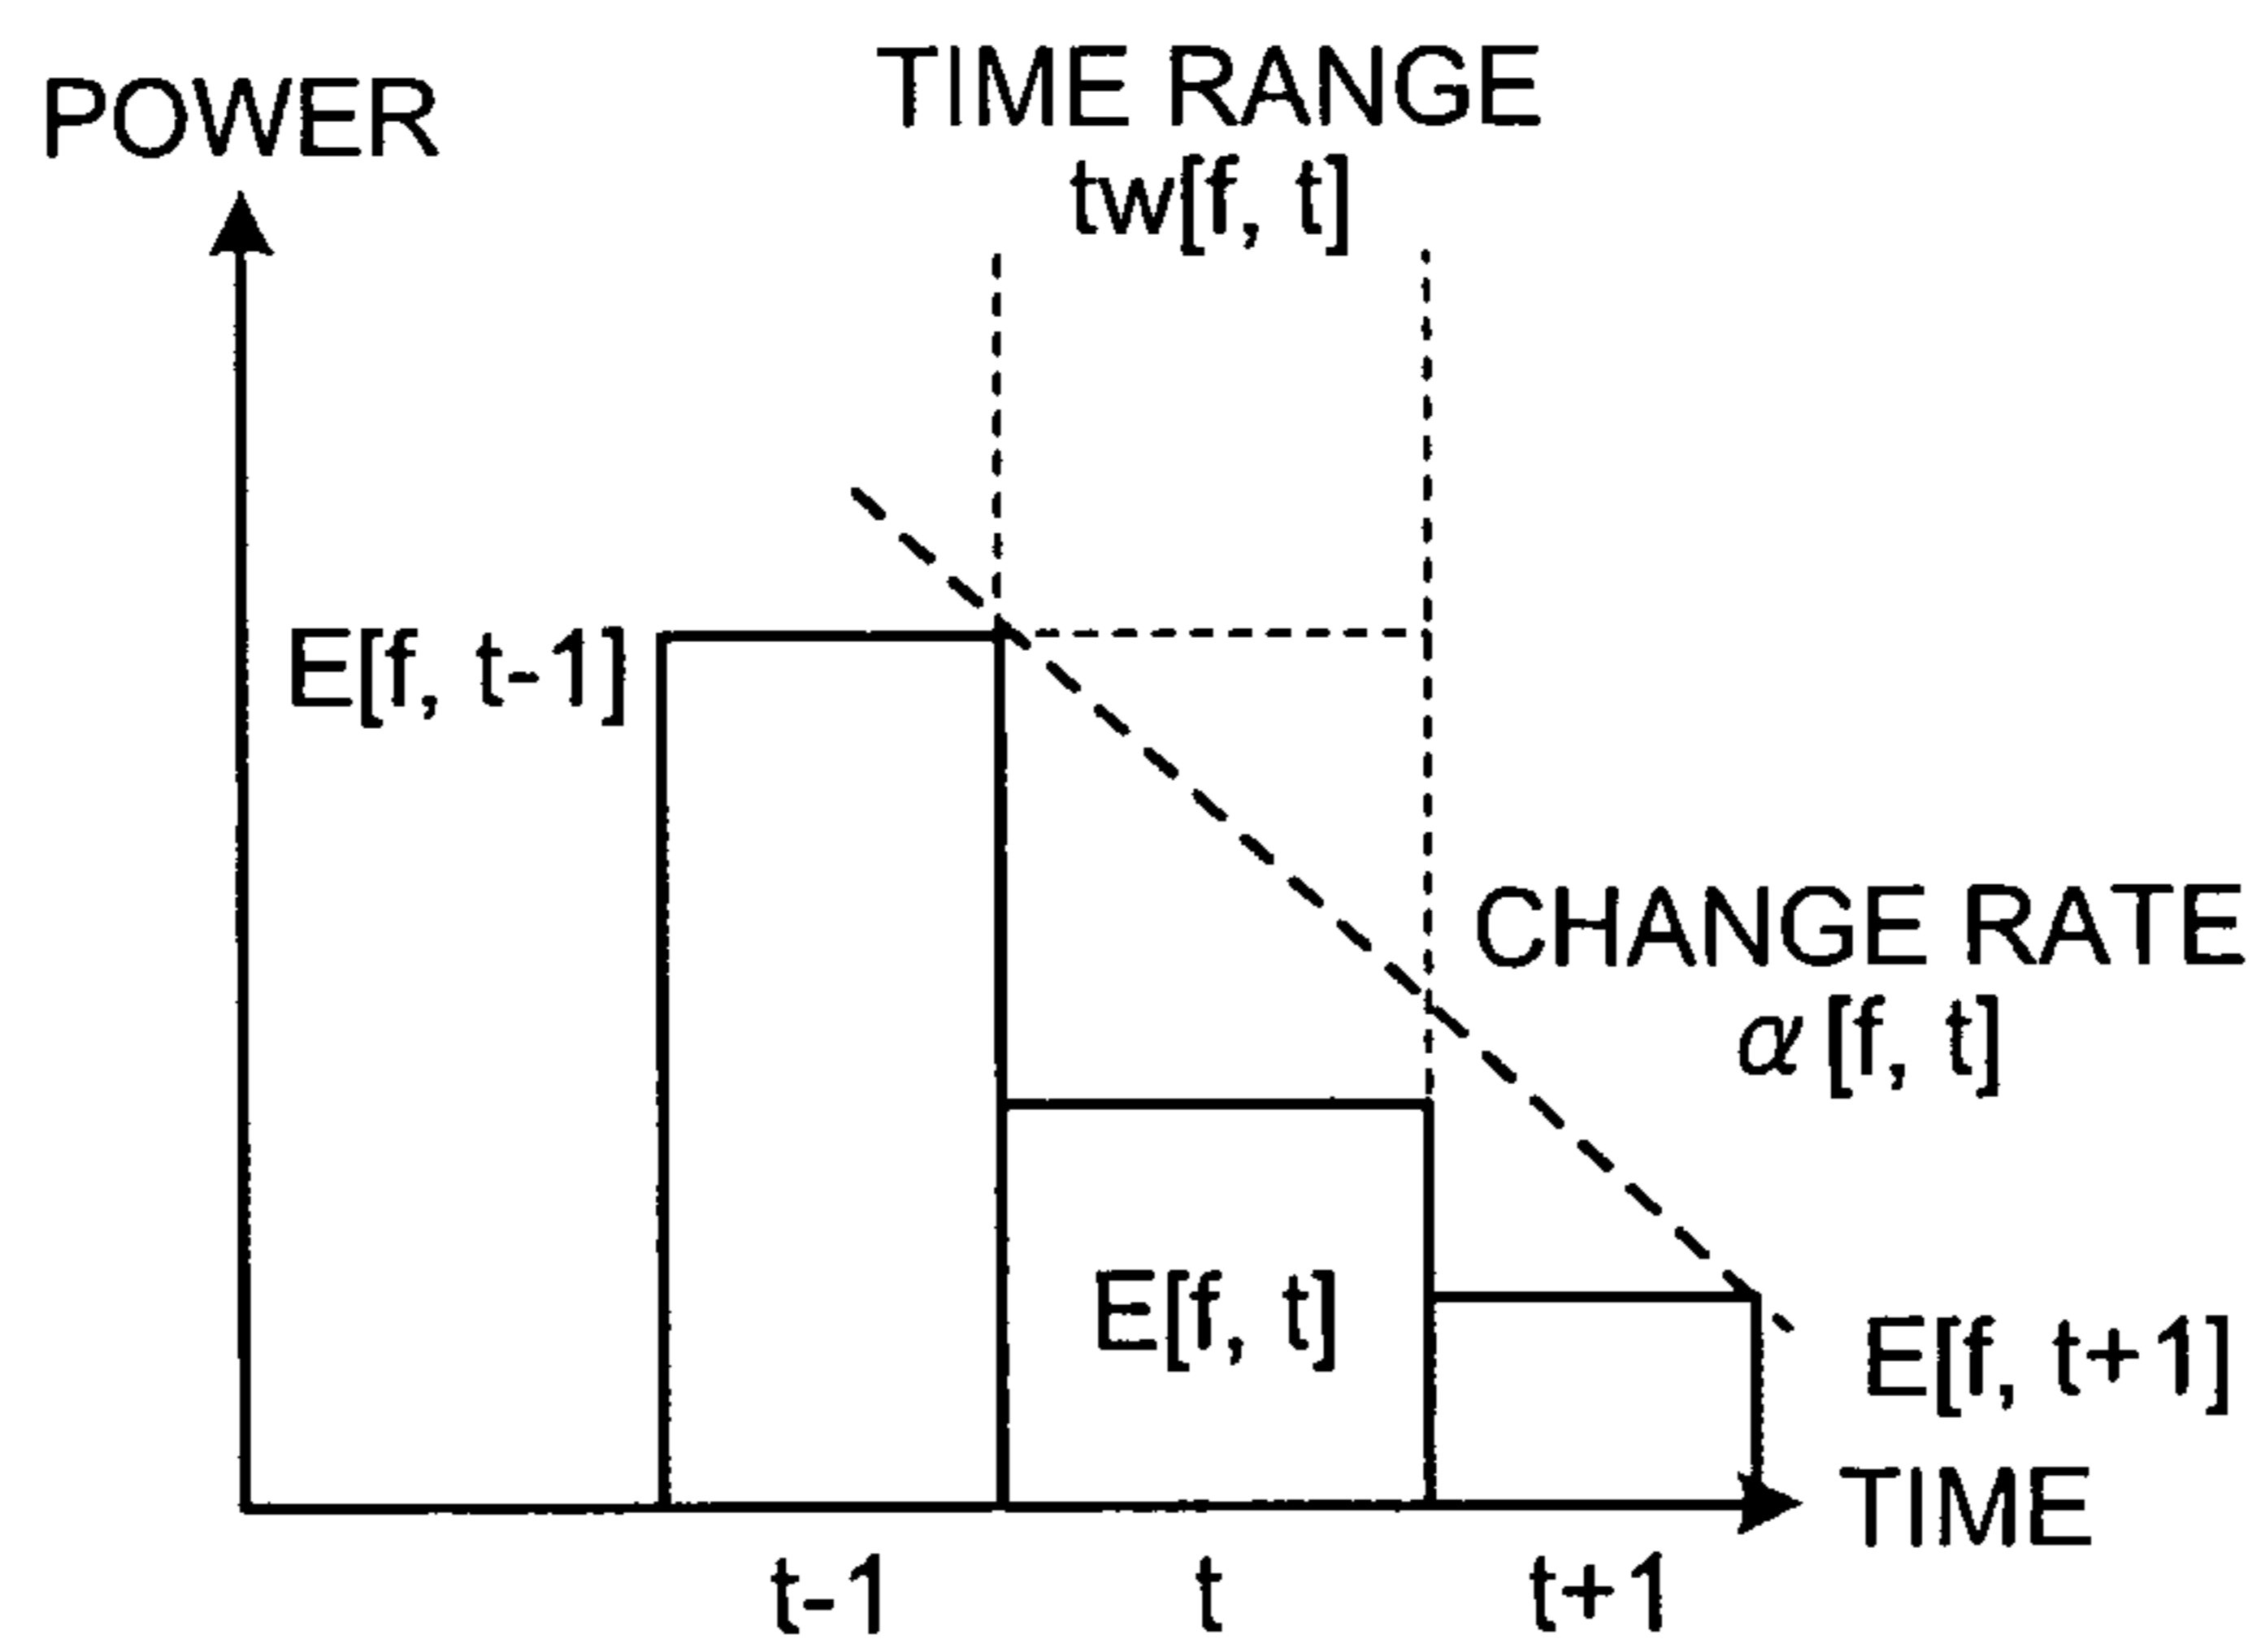 POWER
TIME RANGE
tw[f, t]
E[f, t-1]
CHANGE RATE
α [f, t]
E[f, t]
E[f, t+1]
TIME
t-1
t
t+1